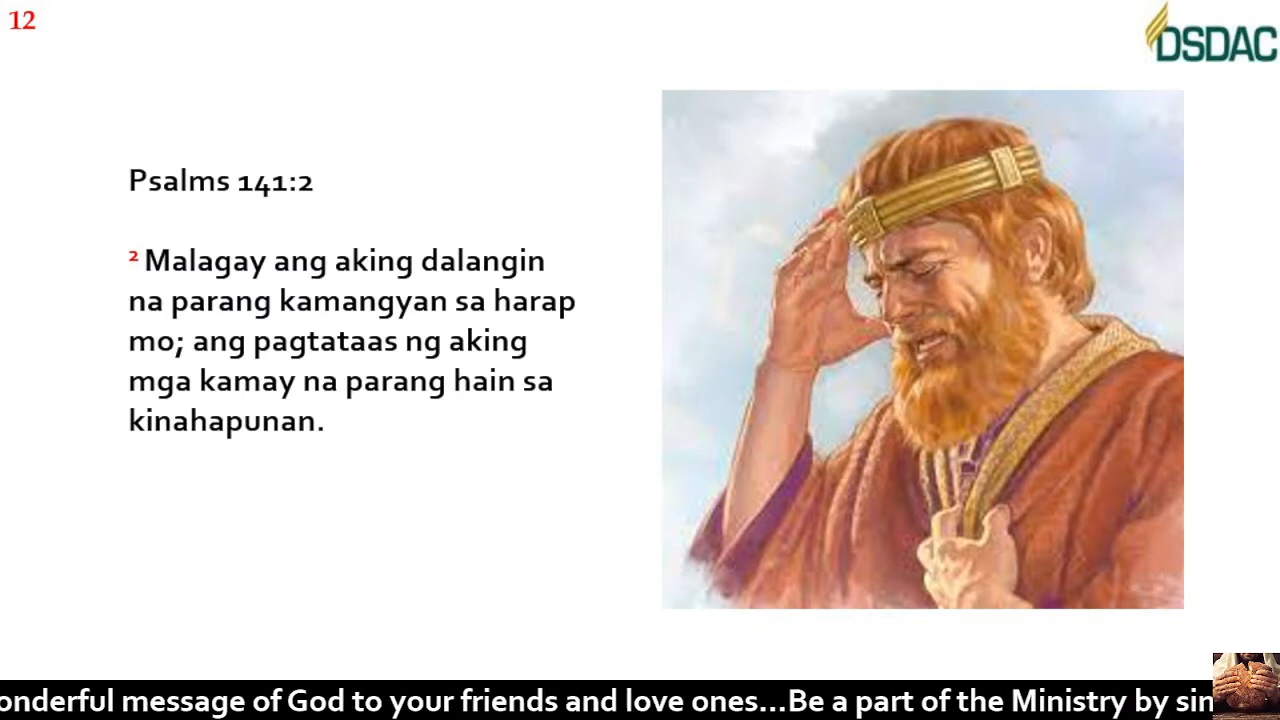 12
DSDAC
Psalms 141:2
2 Malagay ang aking dalangin
na parang kamangyan sa harap
mo; ang pagtataas ng aking
mga kamay na parang hain sa
kinahapunan.
onderful message of God to your friends and love ones...Be a part of the Ministry by sin